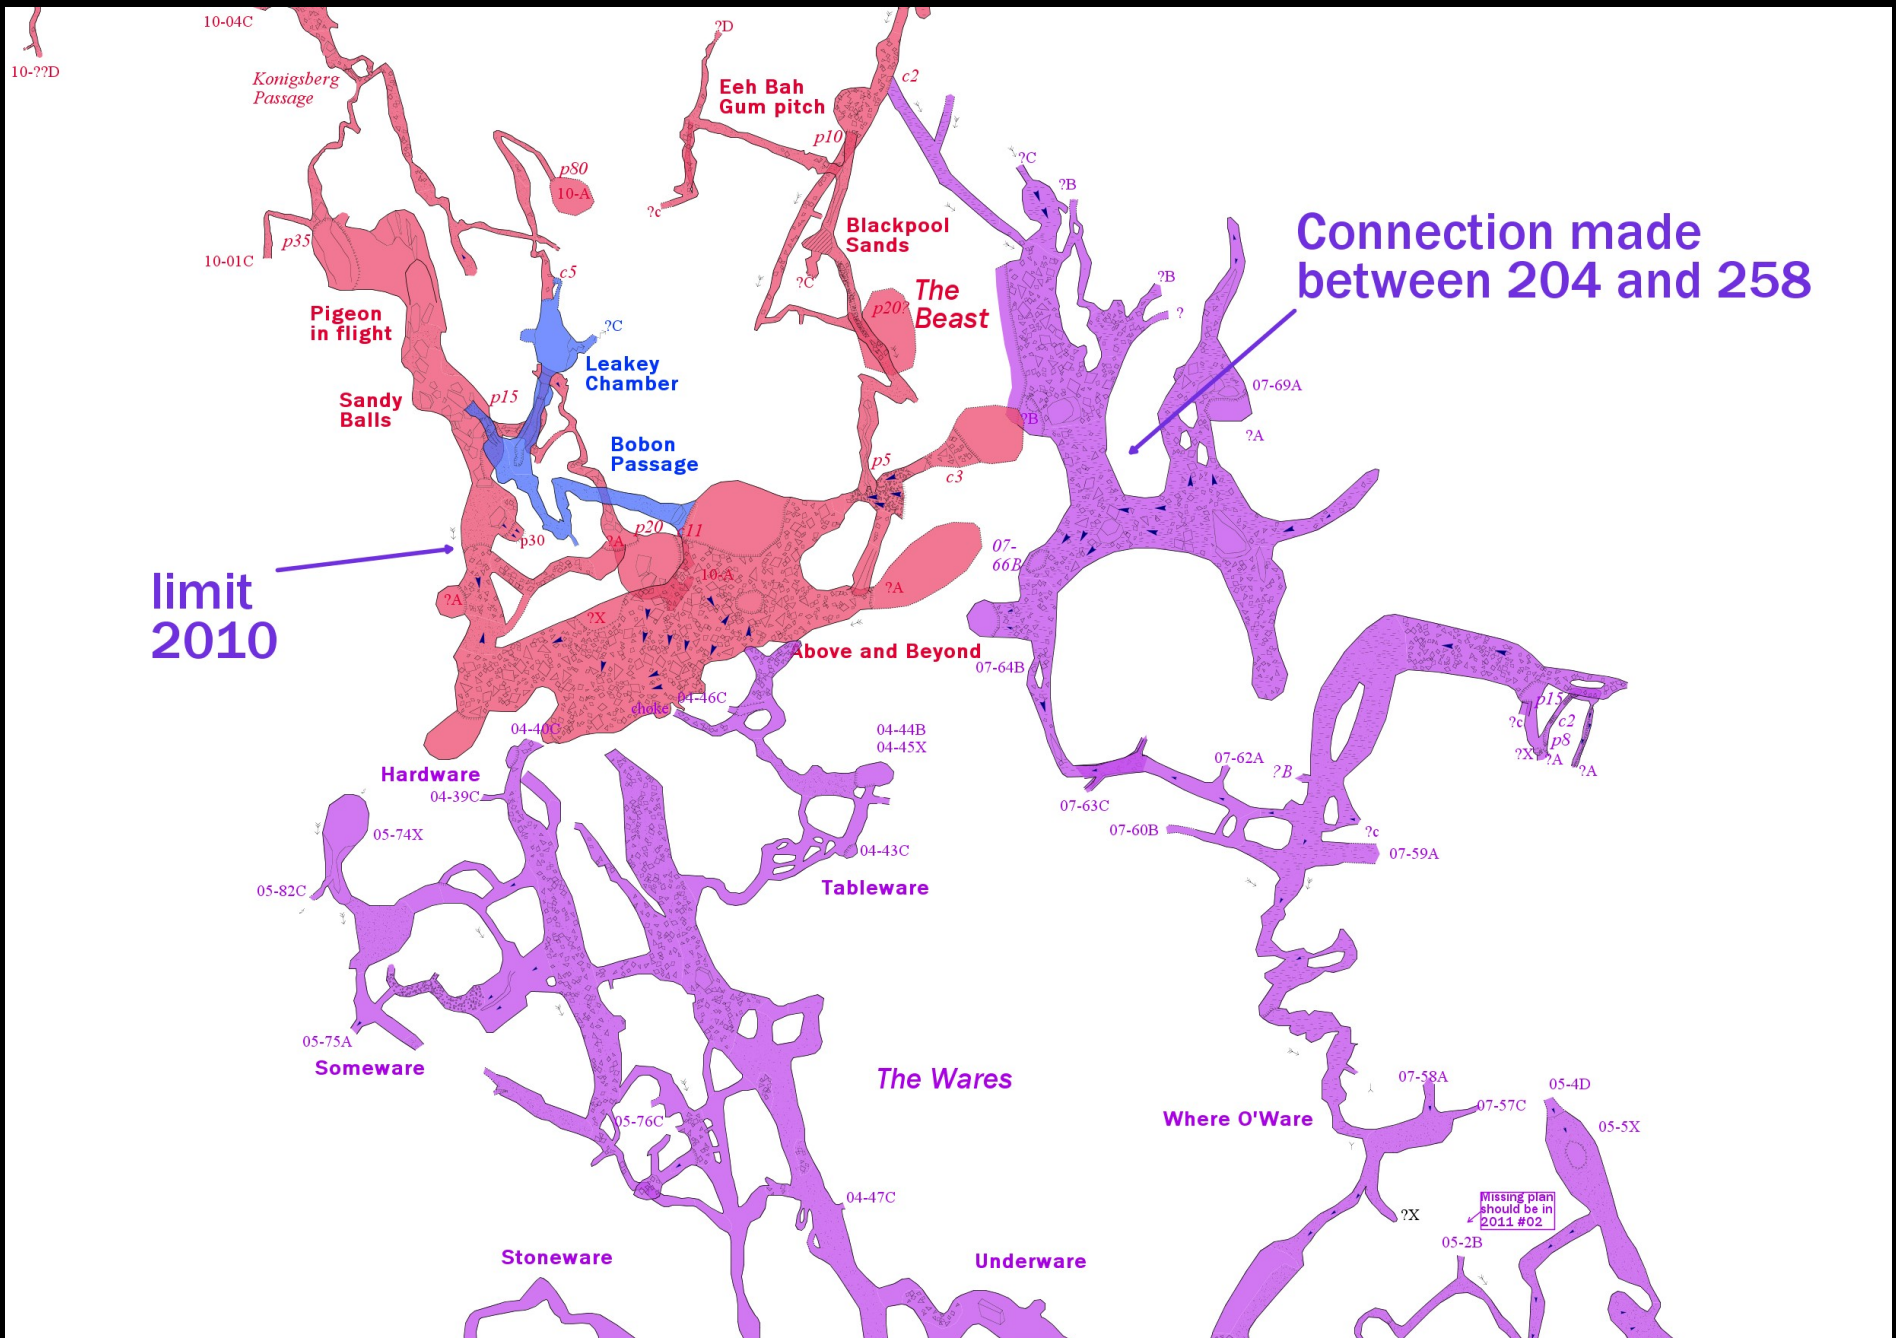 10-04C
?D
10-??D
Konigsberg
Passage
Eeh Bah
Gum pitch
c2
p10
?C
?B
p80
10-A
?c
p35
10-01C
Blackpool
Sands
Connection made
between 204 and 258
c5
?C
?B
?
The
Beast
p20?
Pigeon
in flight
?C
Leakey
Chamber
07-69A
Sandy
Balls
p15
?B
?A
Bobon
Passage
p5
c3
p20
c11
?A
p30
07-
66B
limit
2010
10-A
?A
?A
?X
Above and Beyond
07-64B
04-46C
choke
p15
?c
c2
p8
?X
?A
?A
04-40C
04-44B
04-45X
Hardware
04-39C
07-62A
?B
07-63C
07-60B
?c
07-59A
05-74X
04-43C
05-82C
Tableware
05-75A
Someware
The Wares
07-58A
07-57C
05-4D
05-5X
05-76C
Where O'Ware
04-47C
?X
Missing plan
should be in
2011 #02
05-2B
Stoneware
Underware